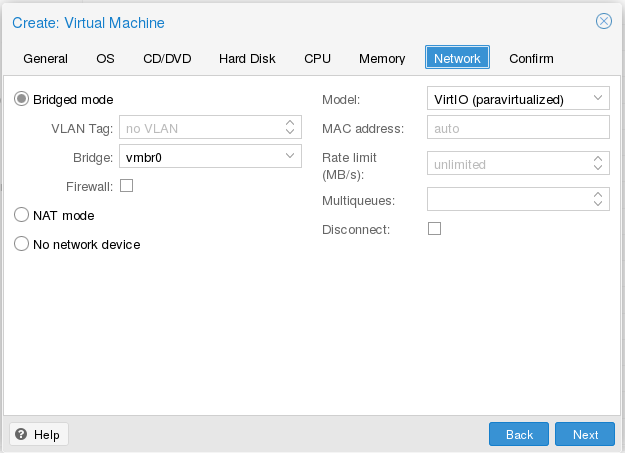 Create: Virtual Machine
General OS CD/DVD Hard Disk CPU Memory Network Confirm
Bridged mode
VLAN Tag: no VLAN
Bridge: vmbr0
Firewall:
NAT mode
No network device
Model: VirtIO (paravirtualized)
MAC address: auto
Rate limit
(MB/s): unlimited
Multiqueues:
Disconnect:
? Help Back Next